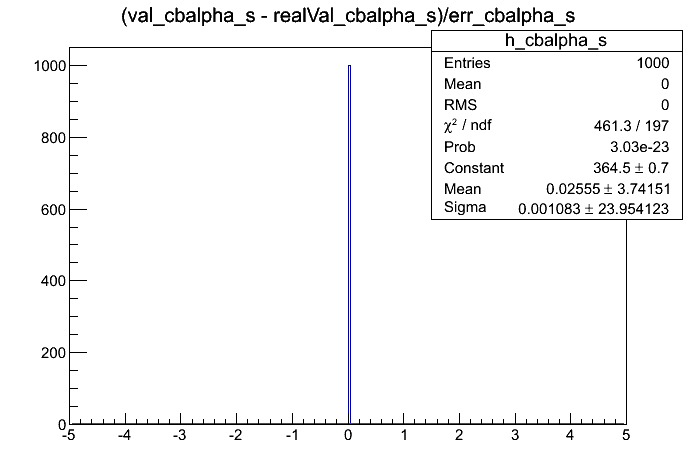 (val_cbalpha_s - realVal_cbalpha_s)/err_cbalpha_s
h_cbalpha_s
Entries 1000
Mean 0
RMS 0
χ² / ndf 461.3 / 197
Prob 3.03e-23
Constant 364.5 ± 0.7
Mean 0.02555 ± 3.74151
Sigma 0.001083 ± 23.954123
1000
800
600
400
200
0
-5 -4 -3 -2 -1 0 1 2 3 4 5